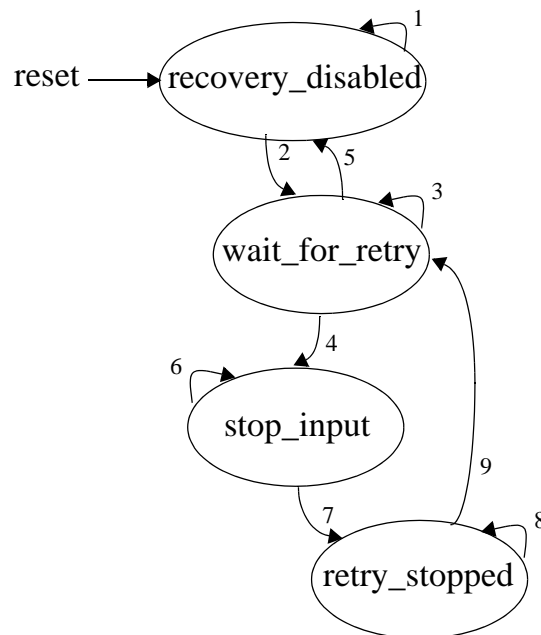 1
reset
recovery_disabled
2
5
3
wait_for_retry
4
6
stop_input
9
7
8
retry_stopped